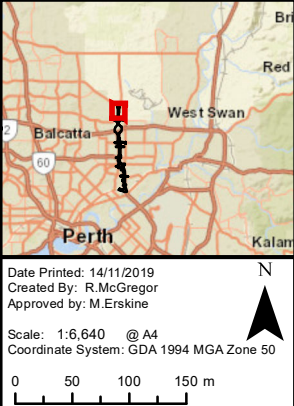 Bri
Red
West Swan
2
Balcatta
60
Perth
Kalam
Date Printed: 14/11/2019
Created By: R.McGregor
Approved by: M.Erskine
N
Scale: 1:6,640 @ A4
Coordinate System: GDA 1994 MGA Zone 50
0 50 100 150 m